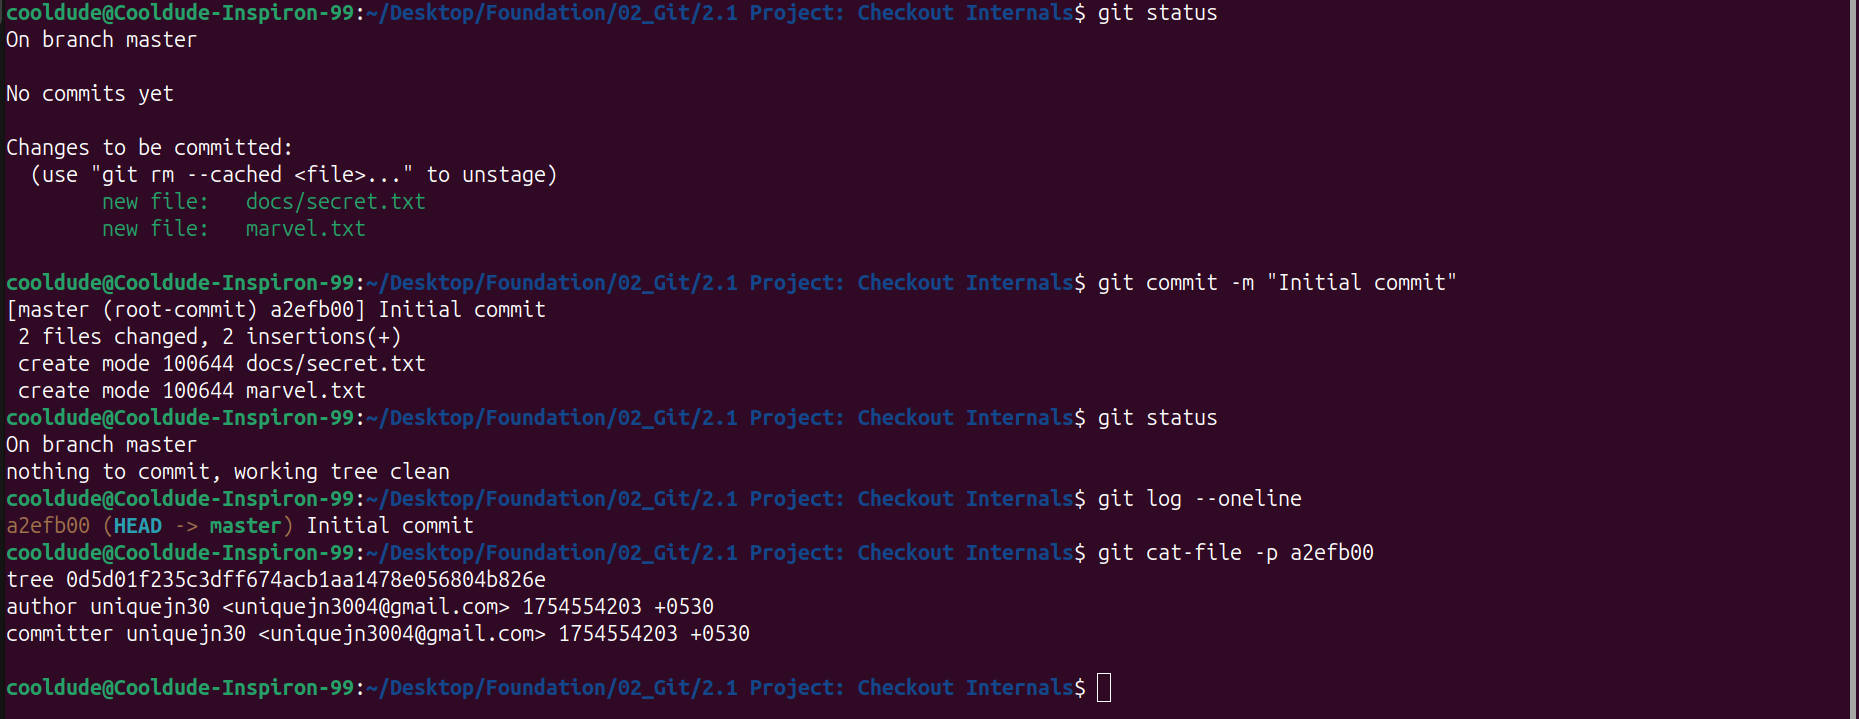 cooldude@Cooldude-Inspiron-99:~/Desktop/Foundation/02_Git/2.1 Project: Checkout Internals$ git status
On branch master

No commits yet

Changes to be committed:
  (use "git rm --cached <file>..." to unstage)
        new file:   docs/secret.txt
        new file:   marvel.txt

cooldude@Cooldude-Inspiron-99:~/Desktop/Foundation/02_Git/2.1 Project: Checkout Internals$ git commit -m "Initial commit"
[master (root-commit) a2efb00] Initial commit
 2 files changed, 2 insertions(+)
 create mode 100644 docs/secret.txt
 create mode 100644 marvel.txt
cooldude@Cooldude-Inspiron-99:~/Desktop/Foundation/02_Git/2.1 Project: Checkout Internals$ git status
On branch master
nothing to commit, working tree clean
cooldude@Cooldude-Inspiron-99:~/Desktop/Foundation/02_Git/2.1 Project: Checkout Internals$ git log --oneline
a2efb00 (HEAD -> master) Initial commit
cooldude@Cooldude-Inspiron-99:~/Desktop/Foundation/02_Git/2.1 Project: Checkout Internals$ git cat-file -p a2efb00
tree 0d5d01f235c3dff674acb1aa1478e056804b826e
author uniquejn30 <uniquejn3004@gmail.com> 1754554203 +0530
committer uniquejn30 <uniquejn3004@gmail.com> 1754554203 +0530

cooldude@Cooldude-Inspiron-99:~/Desktop/Foundation/02_Git/2.1 Project: Checkout Internals$